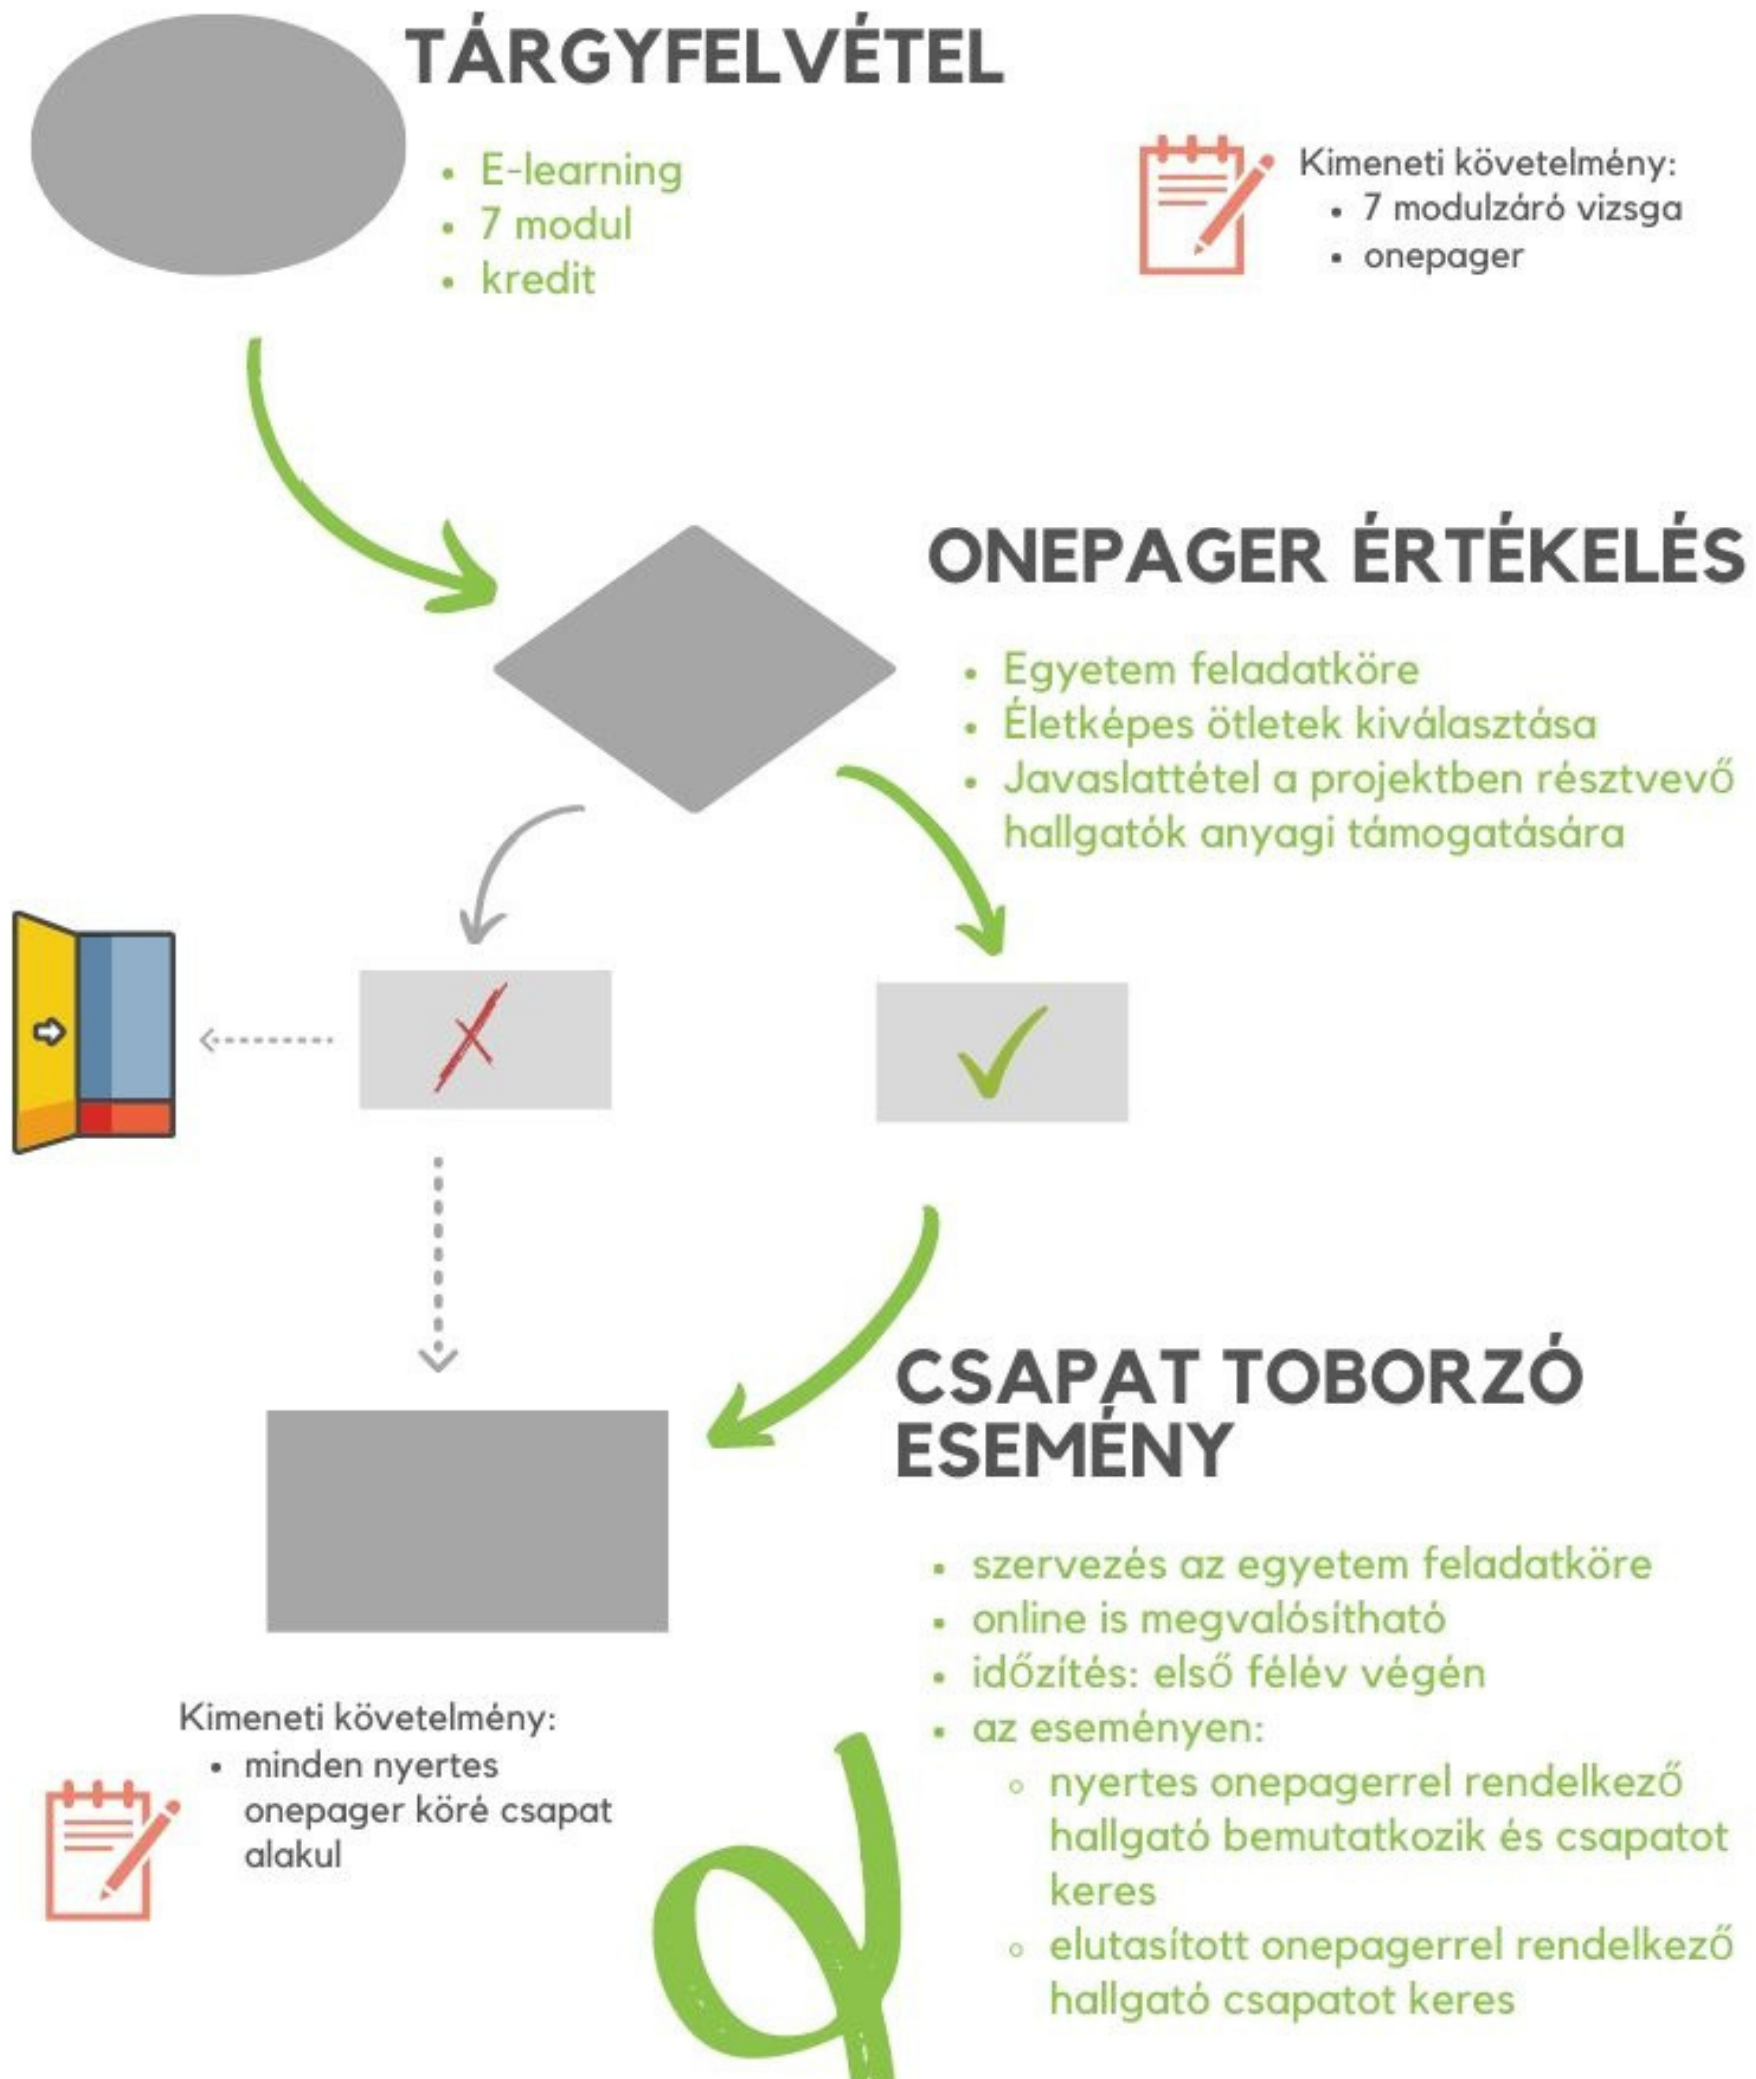 TÁRGYFELVÉTEL
• E-learning
• 7 modul
• kredit
Kimeneti követelmény:
• 7 modulzáró vizsga
• onepager
ONEPAGER ÉRTÉKELÉS
• Egyetem feladatköre
• Életképes ötletek kiválasztása
• Javaslattétel a projektben résztvevő
hallgatók anyagi támogatására
CSAPAT TOBORZÓ
ESEMÉNY
• szervezés az egyetem feladatköre
• online is megvalósítható
• időzítés: első félév végén
• az eseményen:
◦ nyertes onepagerrel rendelkező
hallgató bemutatkozik és csapatot
keres
◦ elutasított onepagerrel rendelkező
hallgató csapatot keres
Kimeneti követelmény:
• minden nyertes
onepager köré csapat
alakul